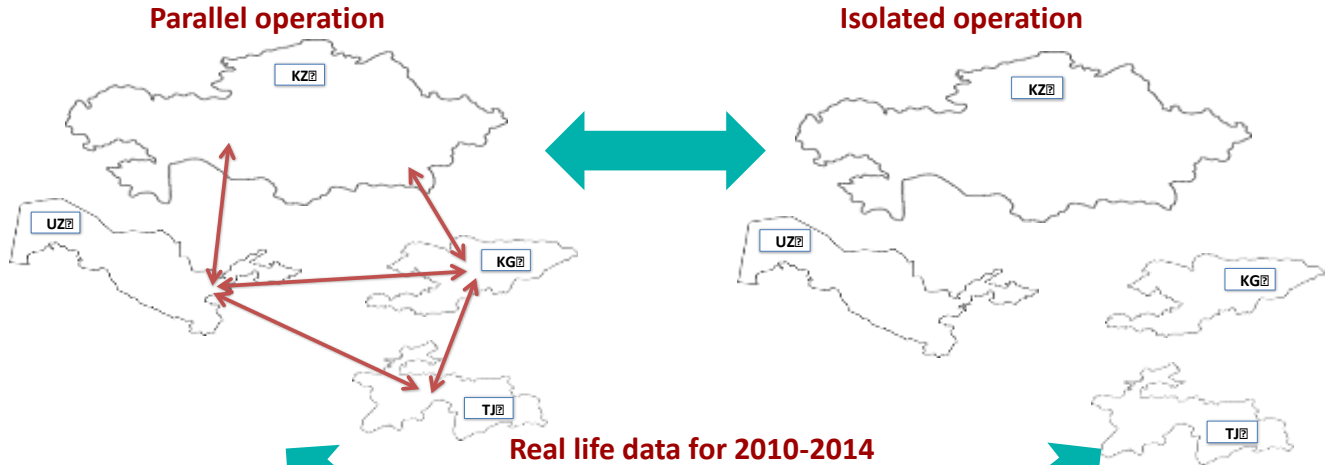 Parallel operation
Isolated operation
KZ
KZ
UZ
UZ
KG
KG
TJ
TJ
Real life data for 2010-2014